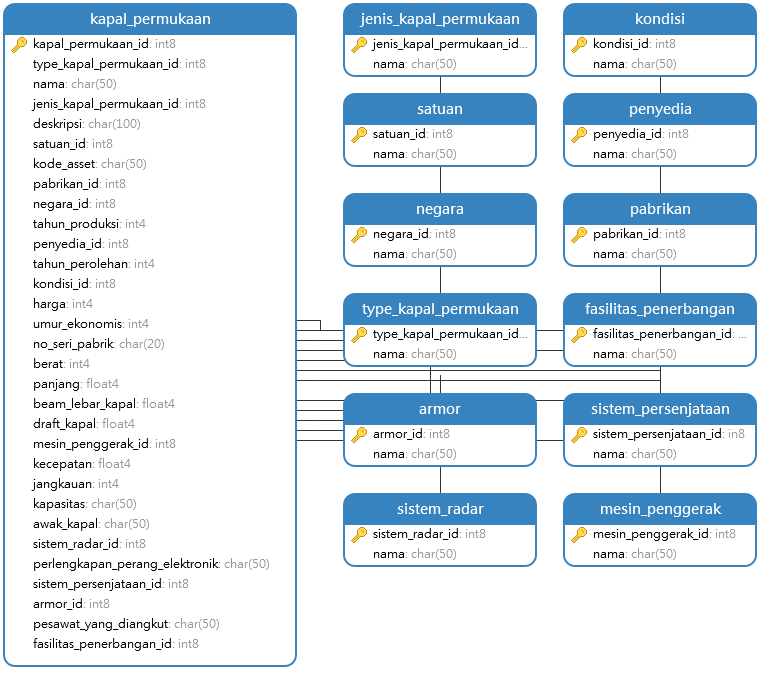 kapal_permukaan
kapal_permukaan_id: int8
type_kapal_permukaan_id: int8
nama: char(50)
jenis_kapal_permukaan_id: int8
deskripsi: char(100)
satuan_id: int8
kode_asset: char(50)
pabrikan_id: int8
negara_id: int8
tahun_produksi: int4
penyedia_id: int8
tahun_perolehan: int4
kondisi_id: int8
harga: int4
umur_ekonomis: int4
no_seri_pabrik: char(20)
berat: int4
panjang: float4
beam_lebar_kapal: float4
draft_kapal: float4
mesin_penggerak_id: int8
kecepatan: float4
jangkauan: int4
kapasitas: char(50)
awak_kapal: char(50)
sistem_radar_id: int8
perlengkapan_perang_elektronik: char(50)
sistem_persenjataan_id: int8
armor_id: int8
pesawat_yang_diangkut: char(50)
fasilitas_penerbangan_id: int8
jenis_kapal_permukaan
jenis_kapal_permukaan_id...
nama: char(50)
satuan
satuan_id: int8
nama: char(50)
negara
negara_id: int8
nama: char(50)
type_kapal_permukaan
type_kapal_permukaan_id...
nama: char(50)
armor
armor_id: int8
nama: char(50)
sistem_radar
sistem_radar_id: int8
nama: char(50)
kondisi
kondisi_id: int8
nama: char(50)
penyedia
penyedia_id: int8
nama: char(50)
pabrikan
pabrikan_id: int8
nama: char(50)
fasilitas_penerbangan
fasilitas_penerbangan_id: ...
nama: char(50)
sistem_persenjataan
sistem_persenjataan_id: in8
nama: char(50)
mesin_penggerak
mesin_penggerak_id: int8
nama: char(50)